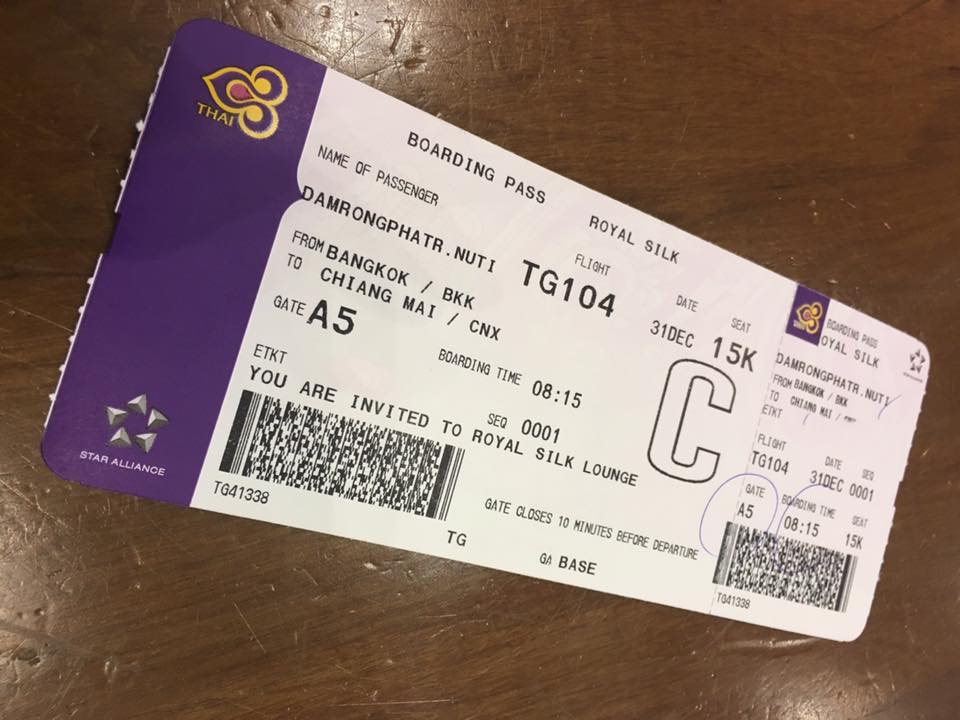 THAI
BOARDING PASS
ROYAL SILK
NAME OF PASSENGER
DAMRONGPHATR.NUTI
FROM BANGKOK / BKK
TO CHIANG MAI / CNX
FLIGHT
TG104
DATE
31DEC
SEAT
15K
GATE A5
BOARDING TIME 08:15
C
ETKT
SEQ 0001
YOU ARE INVITED TO ROYAL SILK LOUNGE
TG41338
GATE CLOSES 10 MINUTES BEFORE DEPARTURE
TG
GA BASE
STAR ALLIANCE
THAI
BOARDING PASS
OYAL SILK
DAMRONGPHATR.NUTI
FROM BANGKOK / BKK
TO CHIANG MAI /
ETKT
FLIGHT DATE SEQ
TG104 31DEC 0001
GATE BOARDING TIME SEAT
A5 08:15 15K
TG41338